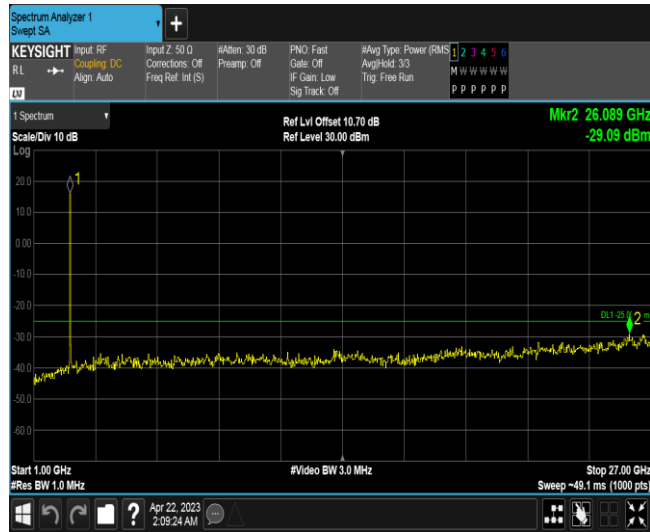 Spectrum Analyzer 1
Swept SA
+
KEYSIGHT
RL
LXI
Input: RF
Coupling: DC
Align: Auto
Input Z: 50 Ω
Corrections: Off
Freq Ref: Int (S)
#Atten: 30 dB
Preamp: Off
PNO: Fast
Gate: Off
IF Gain: Low
Sig Track: Off
#Avg Type: Power (RMS
Avg|Hold: 3/3
Trig: Free Run
1 2 3 4 5 6
M W W W W W
P P P P P P
1 Spectrum
Scale/Div 10 dB
Log
Ref Lvl Offset 10.70 dB
Ref Level 30.00 dBm
Mkr2 26.089 GHz
-29.09 dBm
20.0
10.0
0.00
-10.0
-20.0
-30.0
-40.0
-50.0
-60.0
1
DL1 -25.0
m
2
Start 1.00 GHz
#Res BW 1.0 MHz
#Video BW 3.0 MHz
Stop 27.00 GHz
Sweep ~49.1 ms (1000 pts)
?
Apr 22, 2023
2:09:24 AM